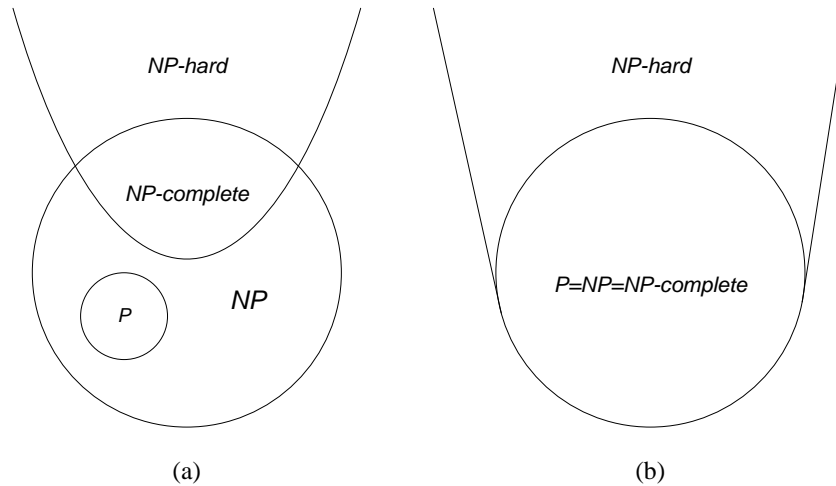 NP-hard
NP-complete
NP
P
(a)
NP-hard
P=NP=NP-complete
(b)